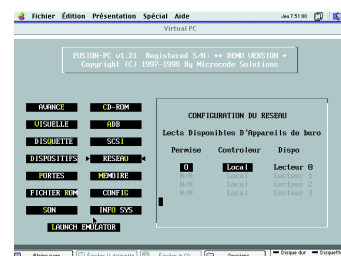 Fichier Édition Présentation Spécial Aide
Jeu 7:51:80
Virtual PC
FUSION-PC v1.21 Registered S/N: ** DEMO VERSION *
Copyright (C) 1997-1998 By Microcode Solutions
AVANCE
CD-ROM
VISUELLE
ADB
DISQUETTE
SCSI
DISPOSITIFS
RESEAU
PORTES
MEMOIRE
FICHIER ROM
CONFIG
SON
INFO SYS
LAUNCH EMULATOR
CONFIGURATION DU RESEAU
Lects Disponibles D'Appareils de buro
Permise Controleur Dispo
0 Local Lecteur 0
N/A Local Lecteur 1
N/A Local Lecteur 2
N/A Local Lecteur 3
Dossiers
Disque dur
Disquette